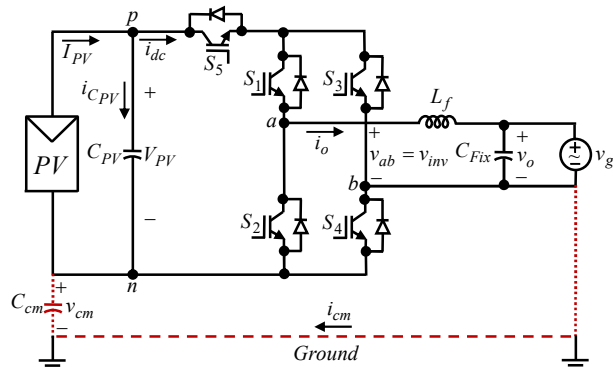 p
I_PV
i_dc
S_5
i_CPV
+
S_1
S_3
L_f
PV
C_PV
V_PV
a
i_o
+
v_ab = v_inv
C_Fix
+
v_o
+
~
v_g
−
b
−
−
−
S_2
S_4
n
C_cm
+
v_cm
−
i_cm
Ground